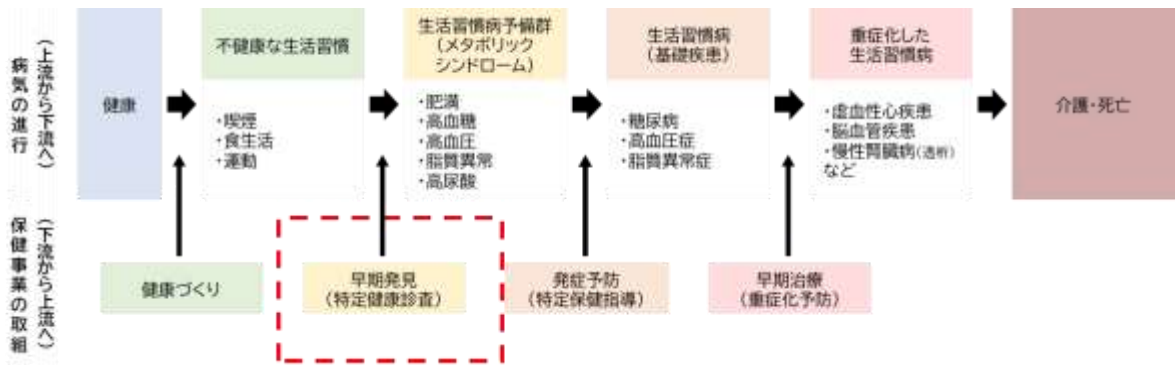 病気の進行
（上流から下流へ）
健康
不健康な生活習慣
・喫煙
・食生活
・運動
生活習慣病予備群
（メタボリック
シンドローム）
・肥満
・高血糖
・高血圧
・脂質異常
・高尿酸
生活習慣病
（基礎疾患）
・糖尿病
・高血圧症
・脂質異常症
重症化した
生活習慣病
・虚血性心疾患
・脳血管疾患
・慢性腎臓病（透析）
など
介護・死亡
保健事業の取組
（下流から上流へ）
健康づくり
早期発見
（特定健康診査）
発症予防
（特定保健指導）
早期治療
（重症化予防）